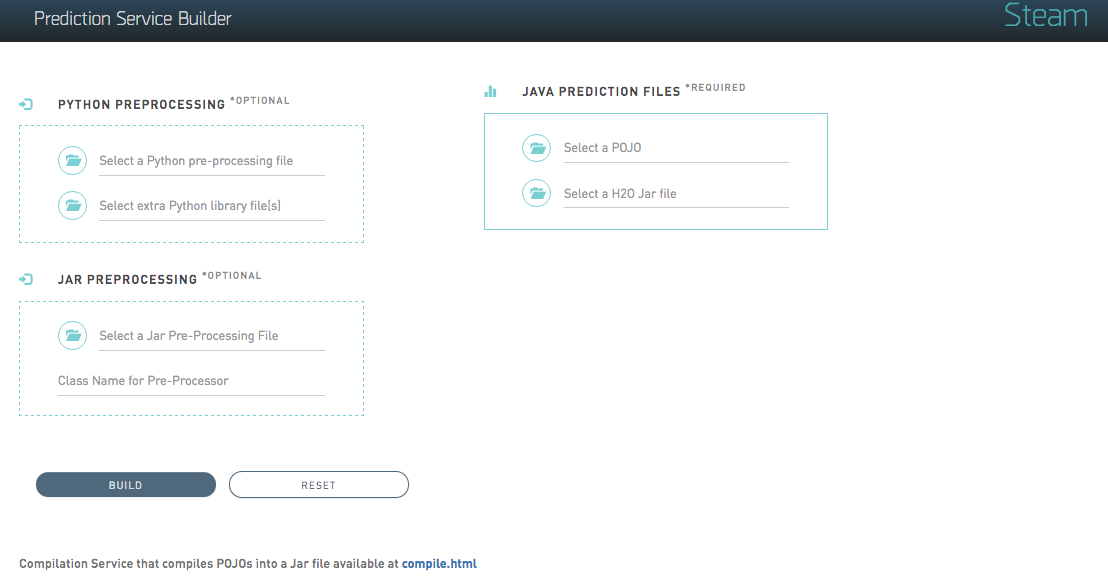 Prediction Service Builder
Steam
PYTHON PREPROCESSING *OPTIONAL
Select a Python pre-processing file
Select extra Python library file(s)
JAR PREPROCESSING *OPTIONAL
Select a Jar Pre-Processing File
Class Name for Pre-Processor
JAVA PREDICTION FILES *REQUIRED
Select a POJO
Select a H2O Jar file
BUILD
RESET
Compilation Service that compiles POJOs into a Jar file available at compile.html